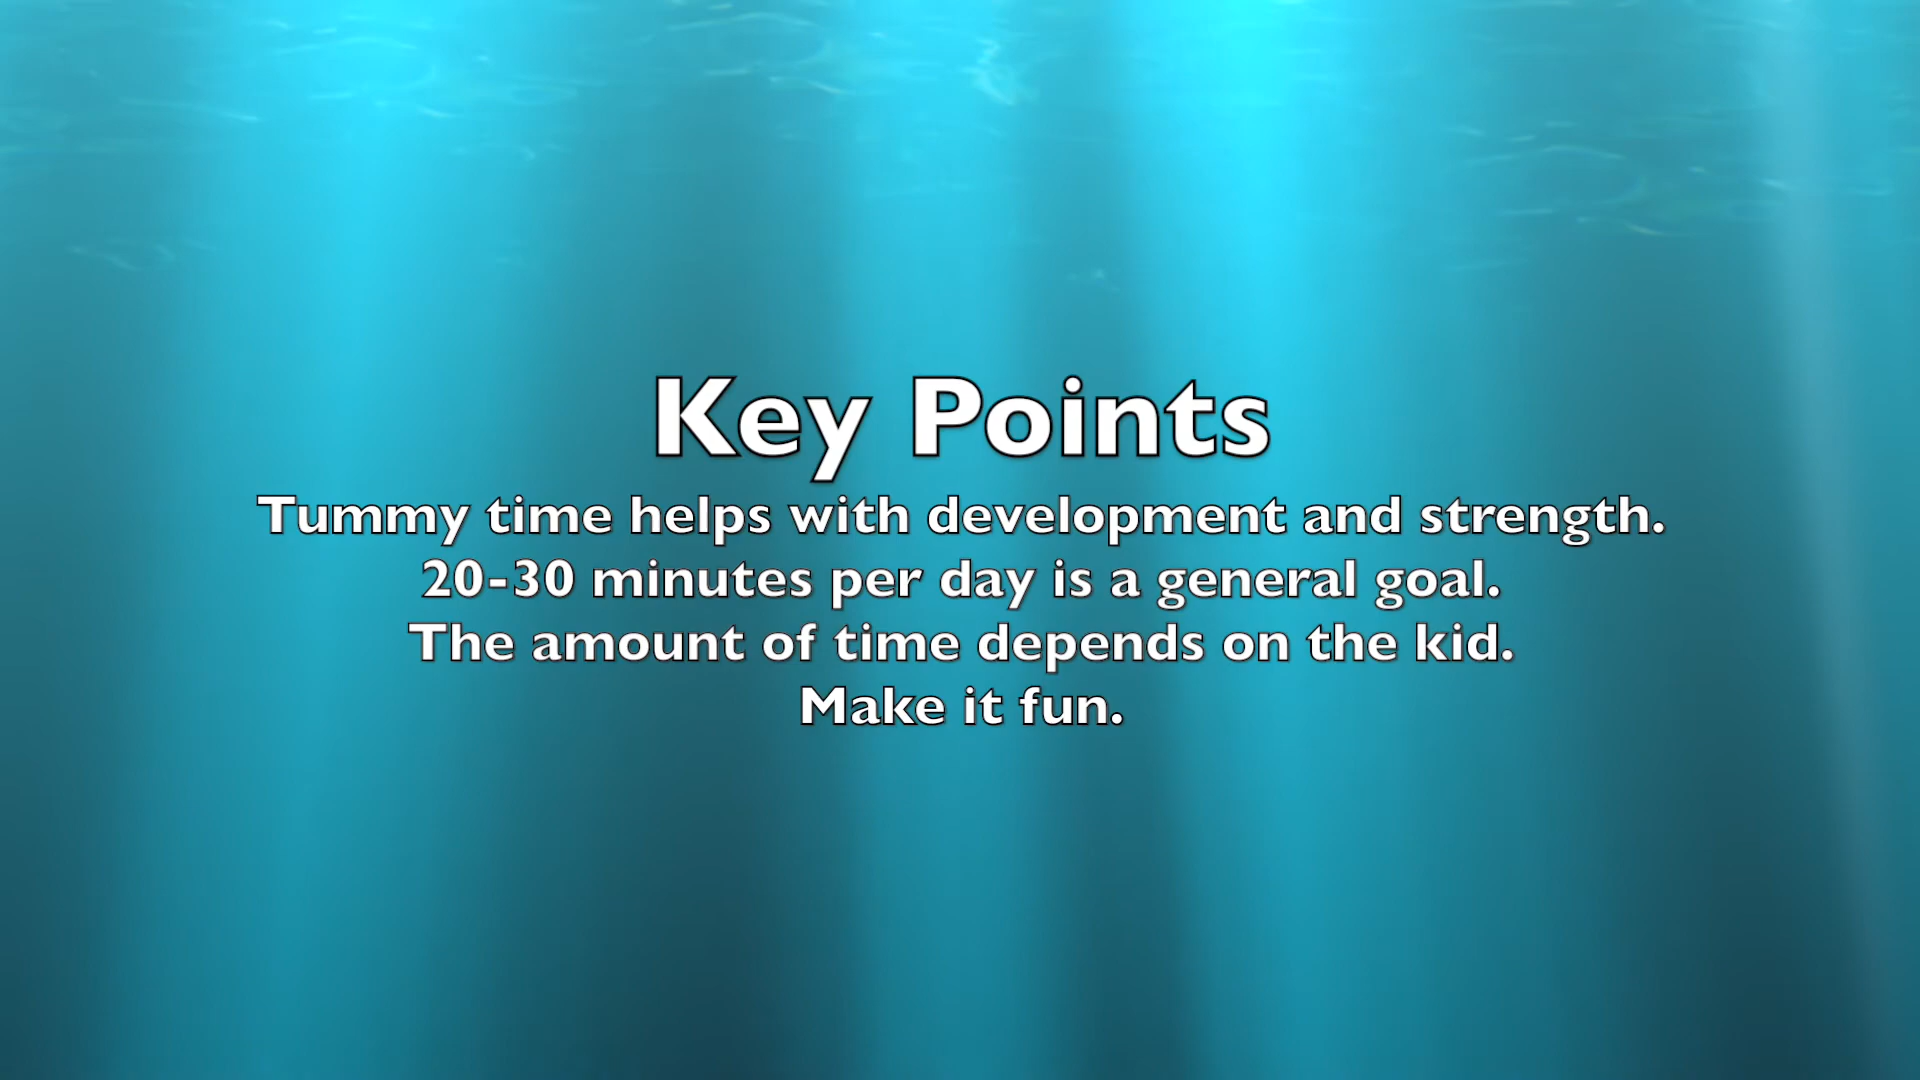 Key Points
Tummy time helps with development and strength.
20-30 minutes per day is a general goal.
The amount of time depends on the kid.
Make it fun.